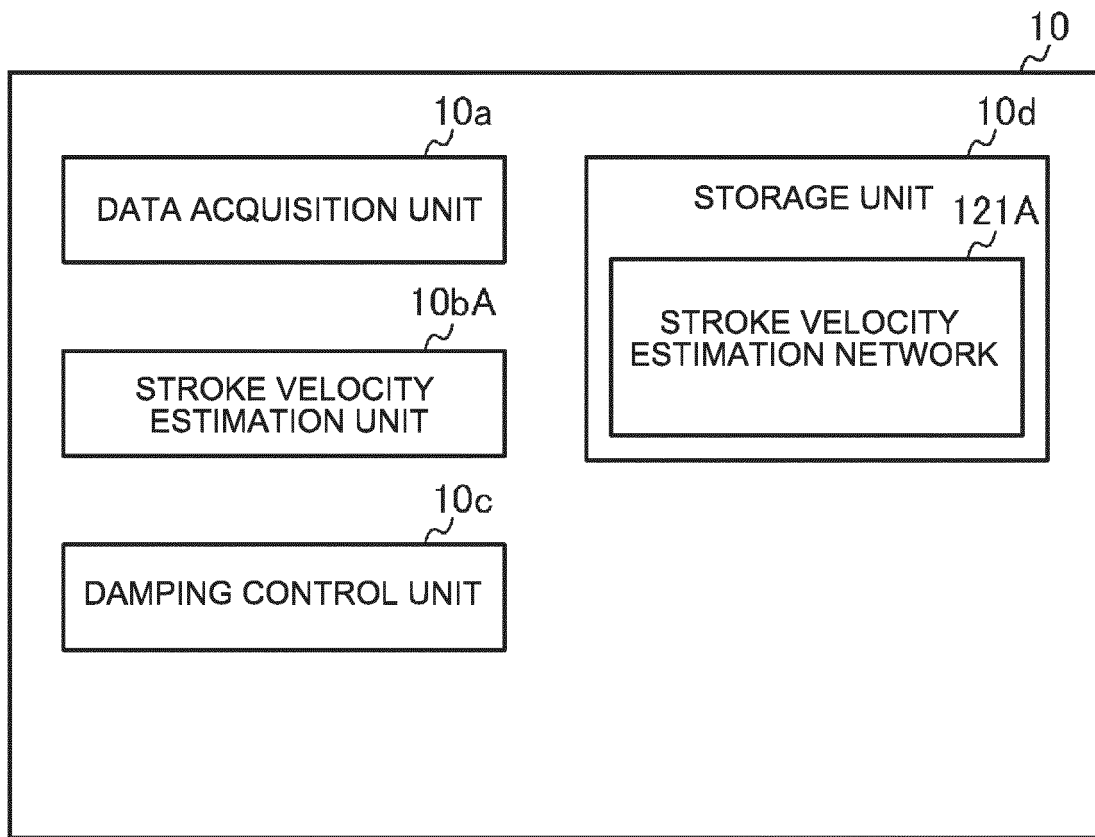 10
10a
DATA ACQUISITION UNIT
10bA
STROKE VELOCITY
ESTIMATION UNIT
10c
DAMPING CONTROL UNIT
10d
STORAGE UNIT
121A
STROKE VELOCITY
ESTIMATION NETWORK